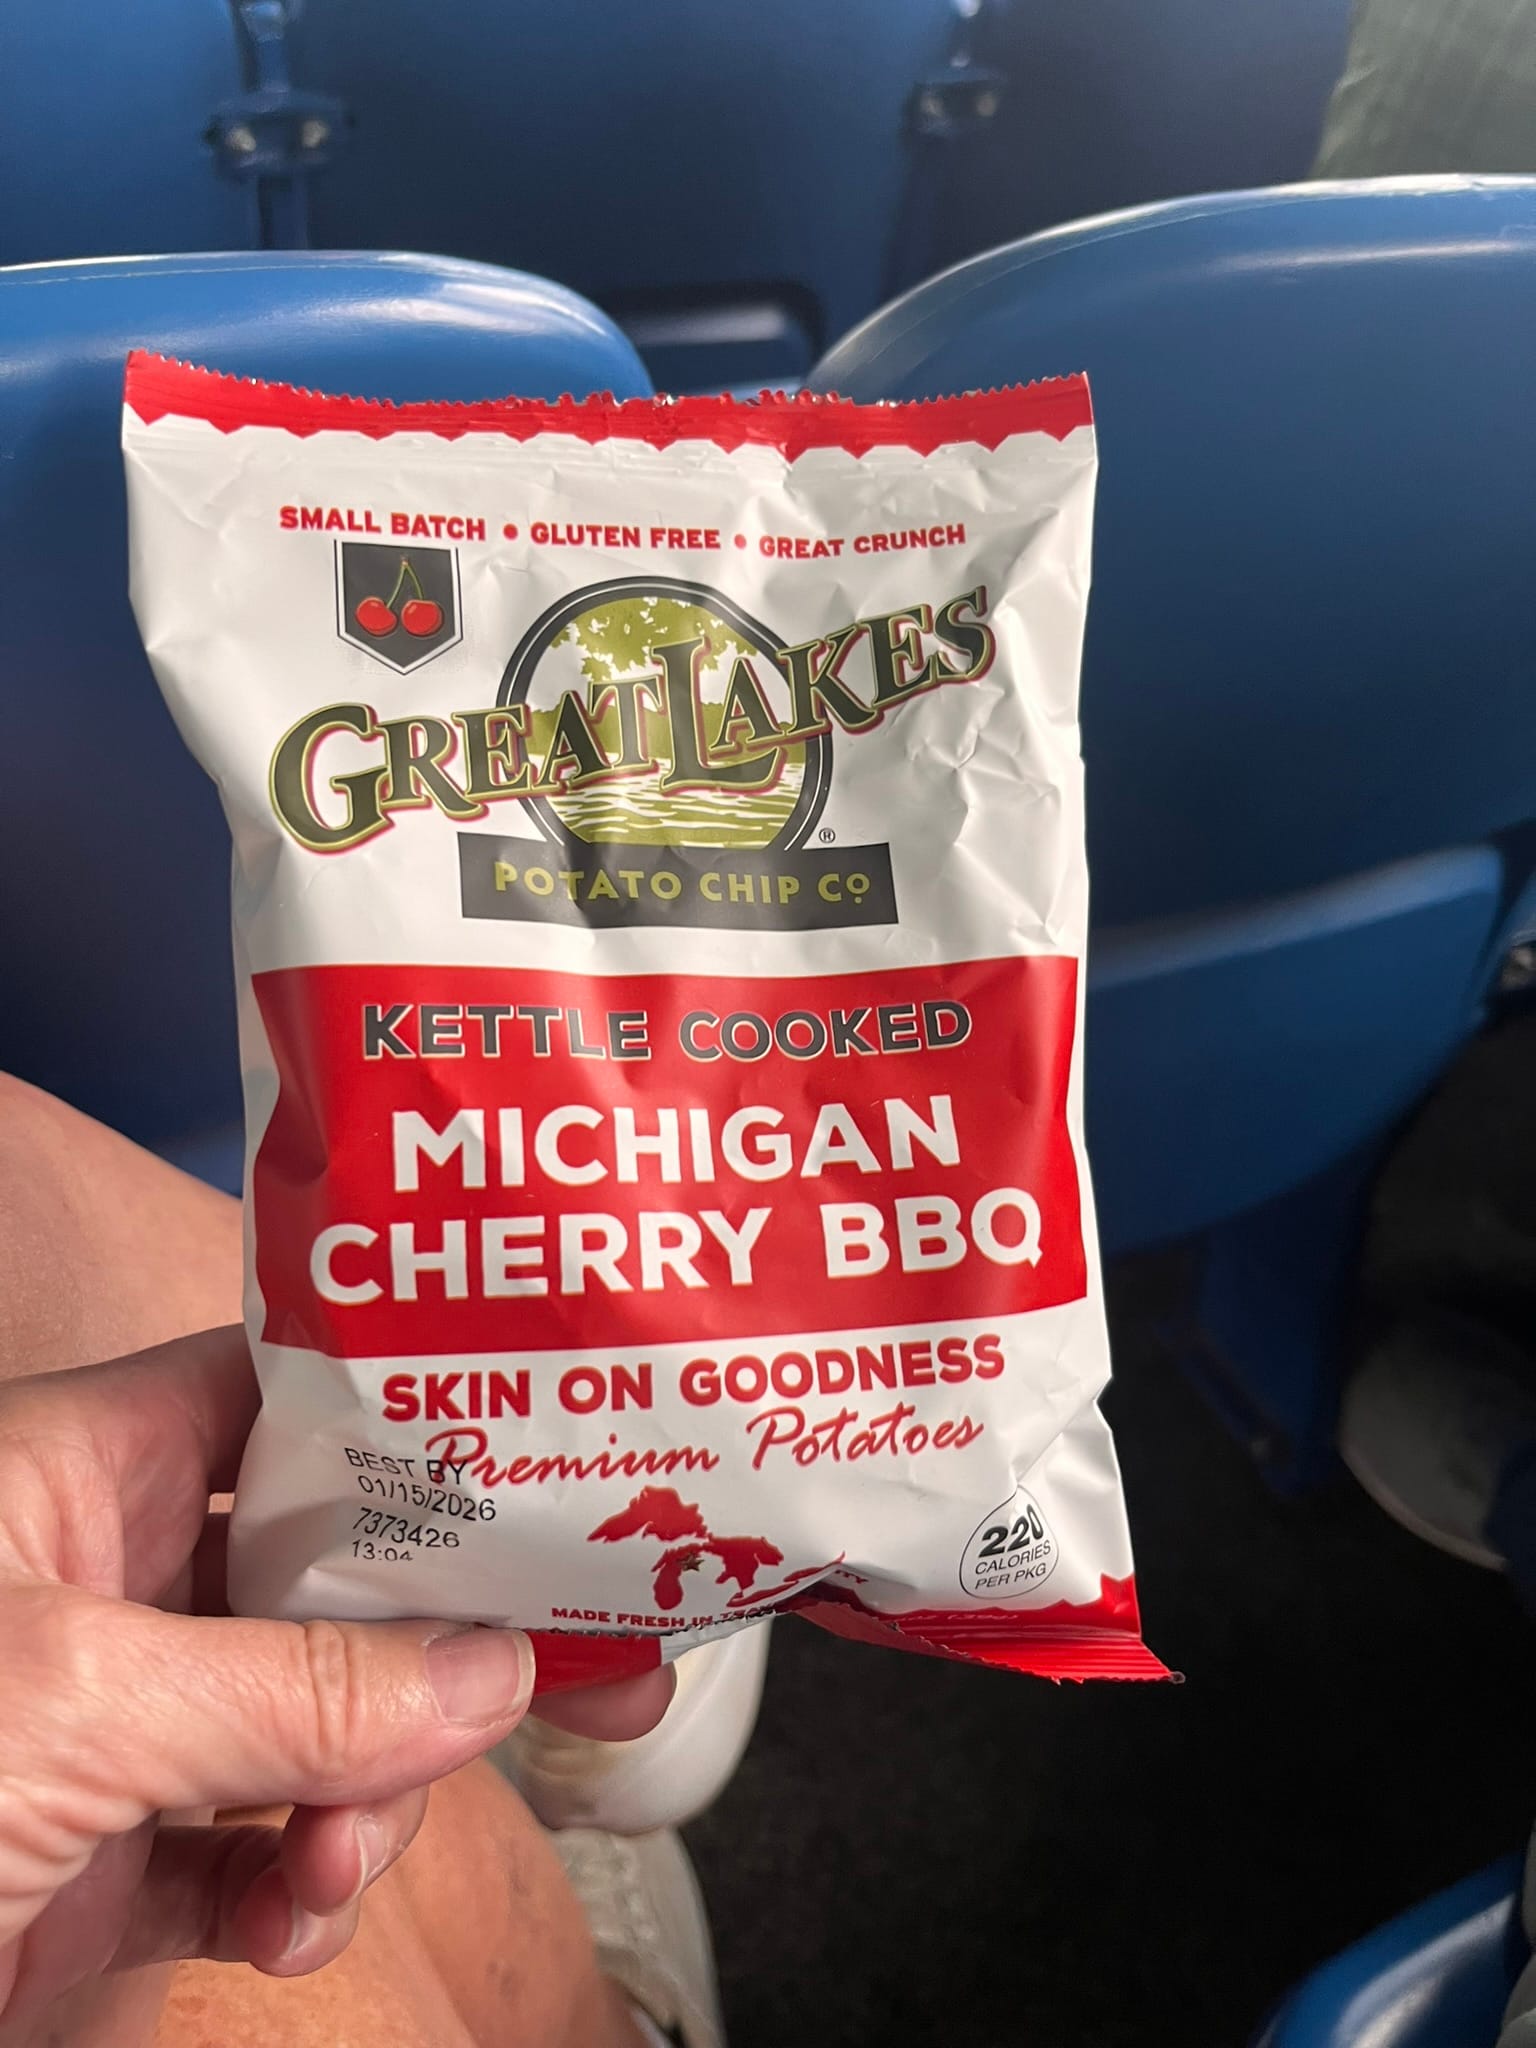 SMALL BATCH • GLUTEN FREE • GREAT CRUNCH
GREAT LAKES
®
POTATO CHIP CO
KETTLE COOKED
MICHIGAN
CHERRY BBQ
SKIN ON GOODNESS
Premium Potatoes
BEST BY
01/15/2026
7373426
13:04
220
CALORIES
PER PKG
MADE FRESH IN